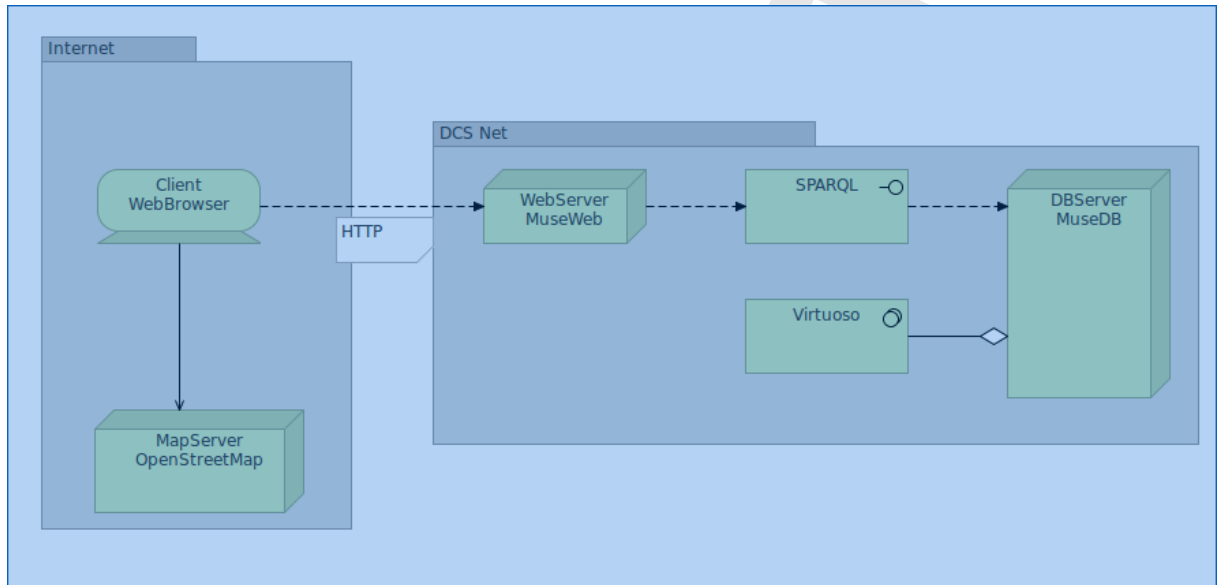 Internet
DCS Net
Client
WebBrowser
HTTP
WebServer
MuseWeb
SPARQL
DBServer
MuseDB
Virtuoso
MapServer
OpenStreetMap